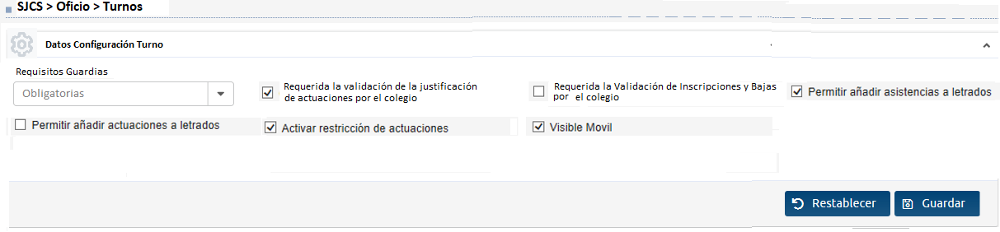 SJCS > Oficio > Turnos
Datos Configuración Turno
Requisitos Guardias
Obligatorias
Requerida la validación de la justificación
de actuaciones por el colegio
Requerida la Validación de Inscripciones y Bajas
por el colegio
Permitir añadir asistencias a letrados
Permitir añadir actuaciones a letrados
Activar restricción de actuaciones
Visible Movil
Restablecer
Guardar